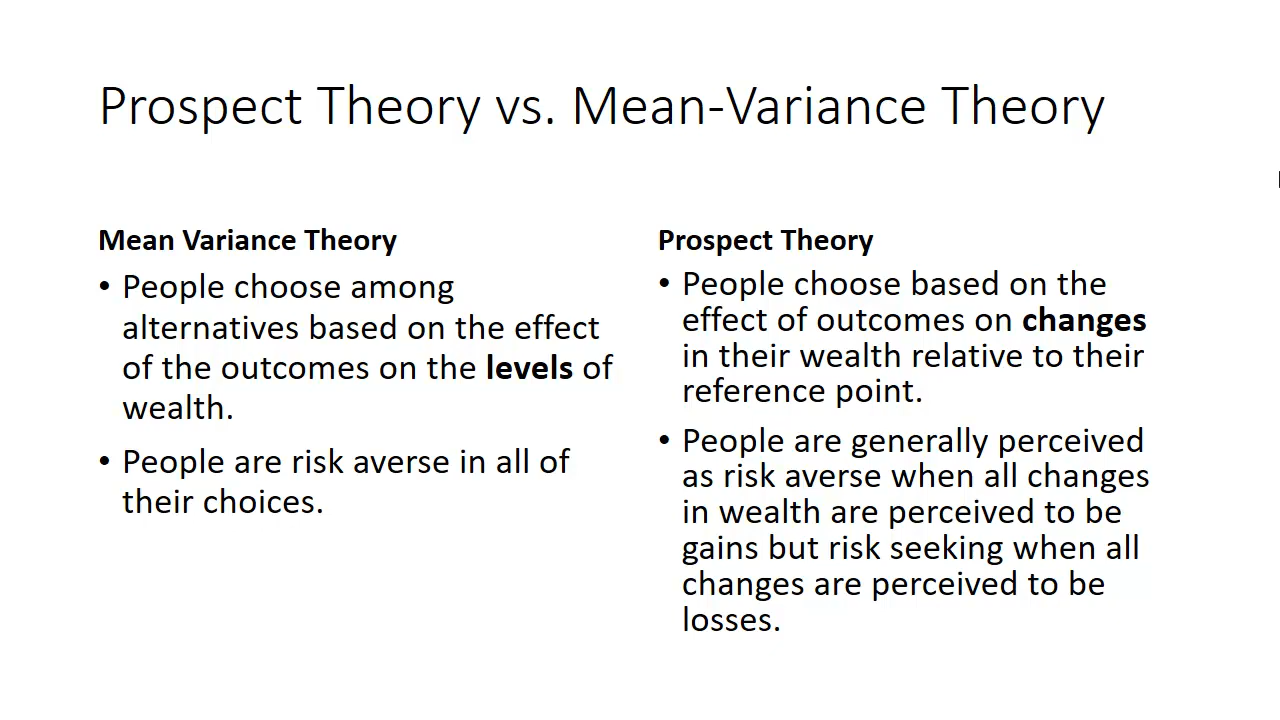 Prospect Theory vs. Mean-Variance Theory
Mean Variance Theory
• People choose among
alternatives based on the effect
of the outcomes on the levels of
wealth.
• People are risk averse in all of
their choices.
Prospect Theory
• People choose based on the
effect of outcomes on changes
in their wealth relative to their
reference point.
• People are generally perceived
as risk averse when all changes
in wealth are perceived to be
gains but risk seeking when all
changes are perceived to be
losses.